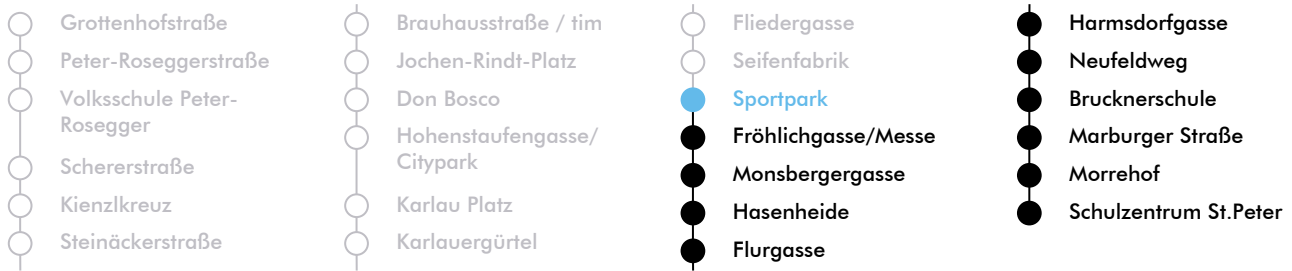 Grottenhofstraße
Peter-Roseggerstraße
Volksschule Peter-
Rosegger
Schererstraße
Kienzlkreuz
Steinäckerstraße
Brauhausstraße / tim
Jochen-Rindt-Platz
Don Bosco
Hohenstaufengasse/
Citypark
Karlau Platz
Karlauergürtel
Fliedergasse
Seifenfabrik
Sportpark
Fröhlichgasse/Messe
Monsbergergasse
Hasenheide
Flurgasse
Harmsdorfgasse
Neufeldweg
Brucknerschule
Marburger Straße
Morrehof
Schulzentrum St.Peter